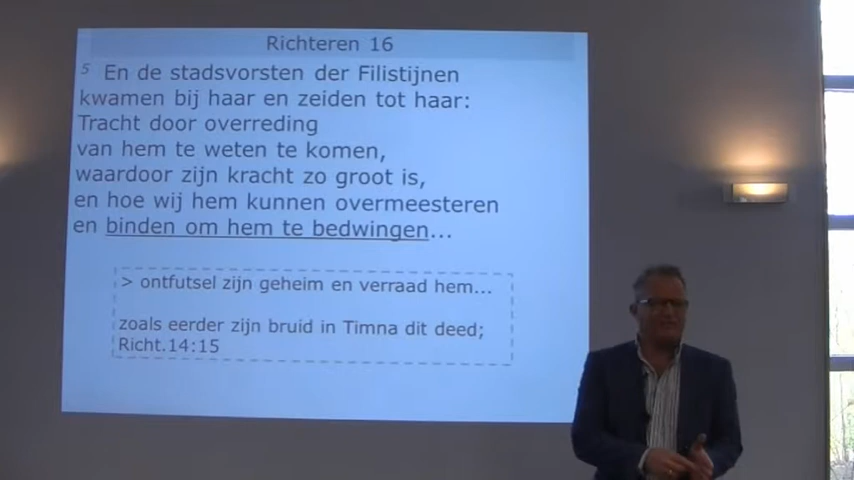 Richteren 16
5 En de stadsvorsten der Filistijnen
kwamen bij haar en zeiden tot haar:
Tracht door overreding
van hem te weten te komen,
waardoor zijn kracht zo groot is,
en hoe wij hem kunnen overmeesteren
en binden om hem te bedwingen...
> ontfutsel zijn geheim en verraad hem...
zoals eerder zijn bruid in Timna dit deed;
Richt.14:15